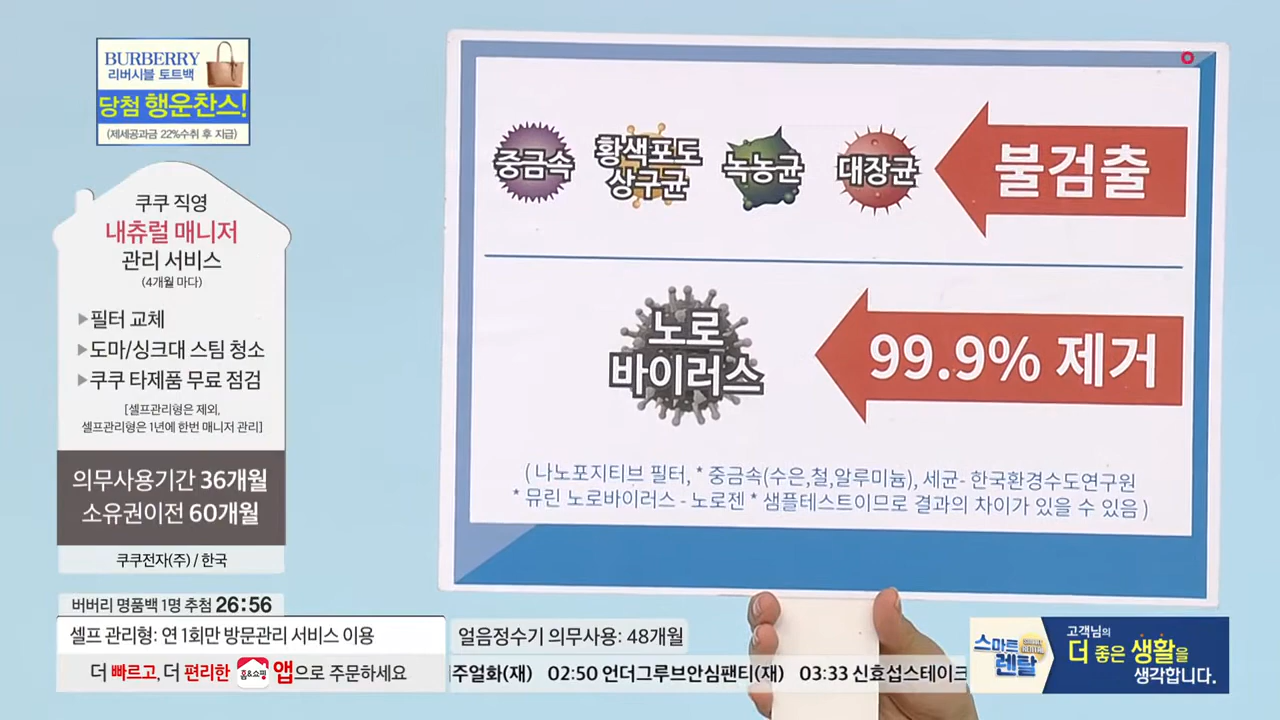 BURBERRY
리버시블 토트백
당첨 행운찬스!
(제세공과금 22%수취 후 지급)
쿠쿠 직영
내츄럴 매니저
관리 서비스
(4개월 마다)
▶필터 교체
▶도마/싱크대 스팀 청소
▶쿠쿠 타제품 무료 점검
[셀프관리형은 제외,
셀프관리형은 1년에 한번 매니저 관리]
의무사용기간 36개월
소유권이전 60개월
쿠쿠전자(주) / 한국
중금속
황색포도
상구균
녹농균
대장균
불검출
노로
바이러스
99.9% 제거
( 나노포지티브 필터, * 중금속(수은,철,알루미늄), 세균- 한국환경수도연구원
* 뮤린 노로바이러스 - 노로젠 * 샘플테스트이므로 결과의 차이가 있을 수 있음 )
버버리 명품백 1명 추첨 26:56
셀프 관리형: 연 1회만 방문관리 서비스 이용
얼음정수기 의무사용: 48개월
더 빠르고, 더 편리한 홈&쇼핑 앱으로 주문하세요
주얼화(재) 02:50 언더그루브안심팬티(재) 03:33 신효섭스테이크
스마트
렌탈
고객님의
더 좋은 생활을
생각합니다.